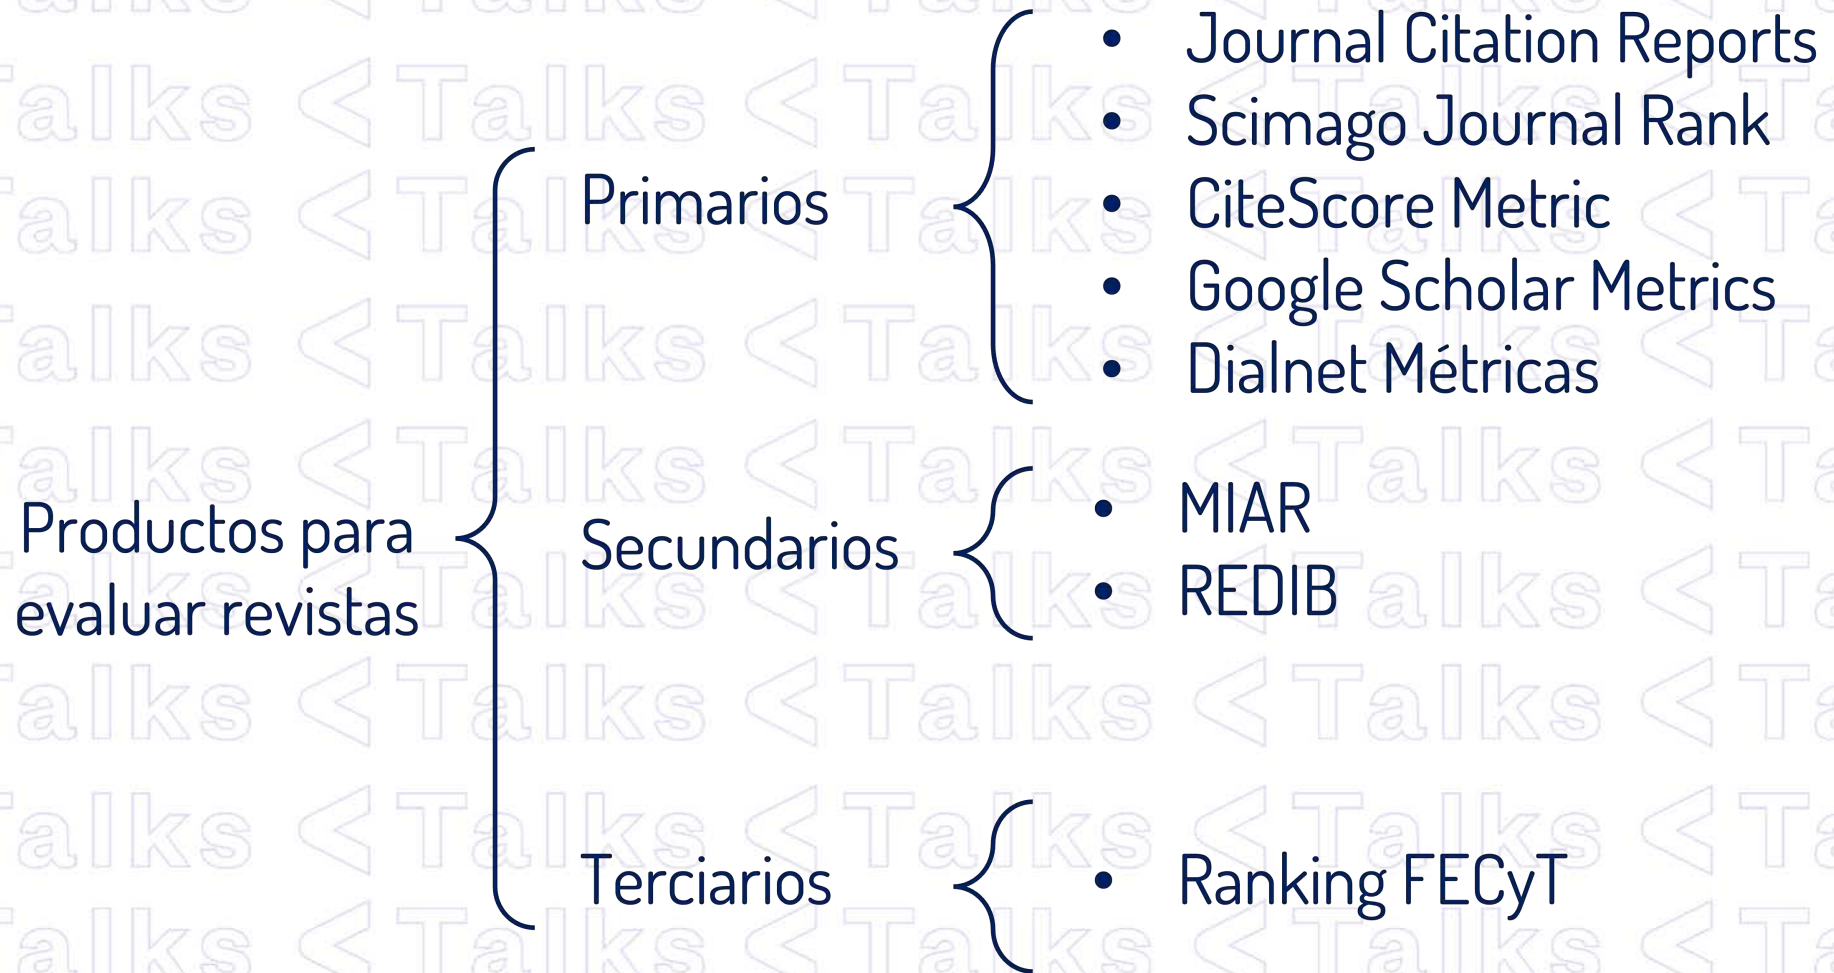 Productos para
evaluar revistas
Primarios
• Journal Citation Reports
• Scimago Journal Rank
• CiteScore Metric
• Google Scholar Metrics
• Dialnet Métricas
Secundarios
• MIAR
• REDIB
Terciarios
• Ranking FECyT